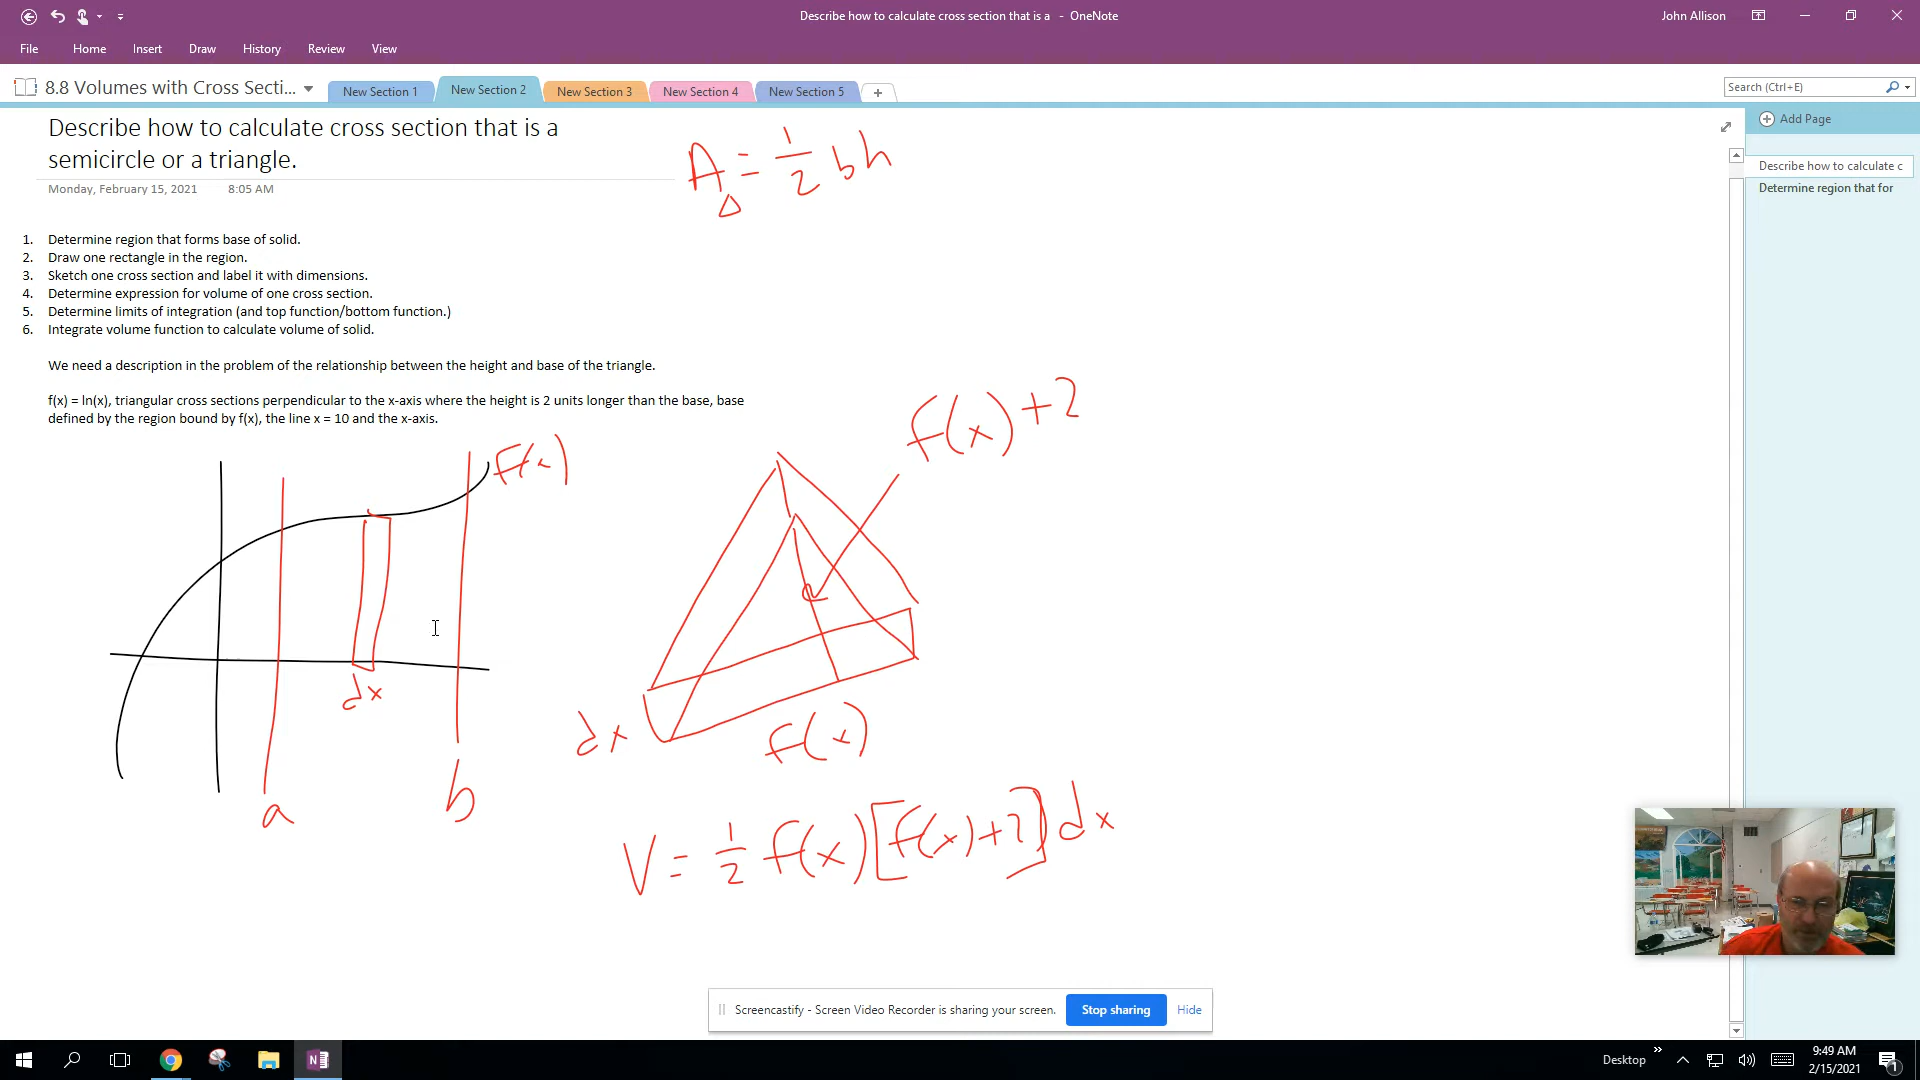 Describe how to calculate cross section that is a - OneNote
John Allison
File Home Insert Draw History Review View
8.8 Volumes with Cross Secti...
New Section 1 New Section 2 New Section 3 New Section 4 New Section 5 +
Search (Ctrl+E)
Add Page
Describe how to calculate c
Determine region that for
Describe how to calculate cross section that is a
semicircle or a triangle.
Monday, February 15, 2021 8:05 AM
A△ = 1/2 bh
1. Determine region that forms base of solid.
2. Draw one rectangle in the region.
3. Sketch one cross section and label it with dimensions.
4. Determine expression for volume of one cross section.
5. Determine limits of integration (and top function/bottom function.)
6. Integrate volume function to calculate volume of solid.
We need a description in the problem of the relationship between the height and base of the triangle.
f(x) = ln(x), triangular cross sections perpendicular to the x-axis where the height is 2 units longer than the base, base
defined by the region bound by f(x), the line x = 10 and the x-axis.
f(x)+2
f(x)
dx
dx
f(x)
a
b
V = 1/2 f(x)[f(x)+2]dx
Screencastify - Screen Video Recorder is sharing your screen. Stop sharing Hide
Desktop »
9:49 AM
2/15/2021
1